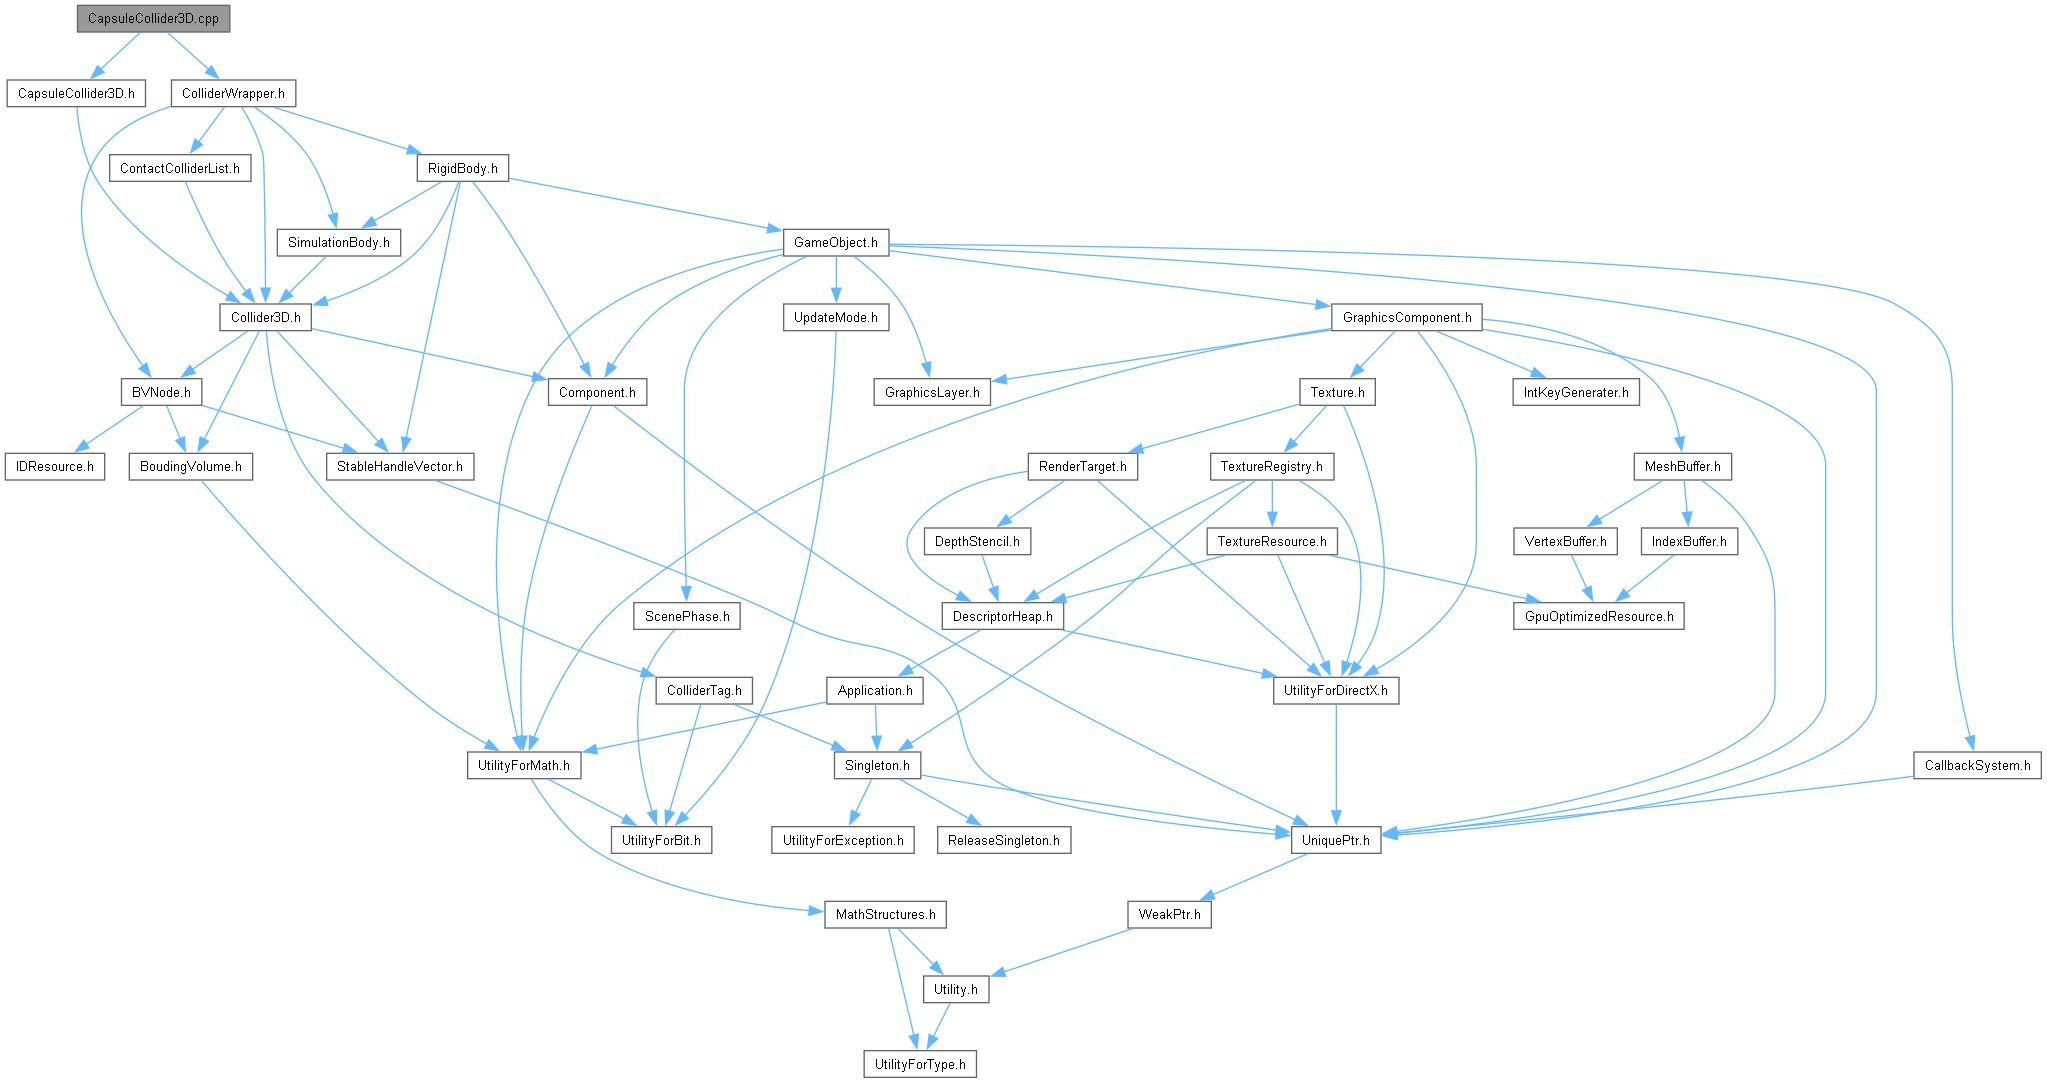 CapsuleCollider3D.cpp
CapsuleCollider3D.h
ColliderWrapper.h
ContactColliderList.h
RigidBody.h
SimulationBody.h
GameObject.h
Collider3D.h
UpdateMode.h
GraphicsComponent.h
BVNode.h
Component.h
GraphicsLayer.h
Texture.h
IntKeyGenerater.h
IDResource.h
BoudingVolume.h
StableHandleVector.h
RenderTarget.h
TextureRegistry.h
MeshBuffer.h
DepthStencil.h
TextureResource.h
VertexBuffer.h
IndexBuffer.h
ScenePhase.h
DescriptorHeap.h
GpuOptimizedResource.h
ColliderTag.h
Application.h
UtilityForDirectX.h
UtilityForMath.h
Singleton.h
CallbackSystem.h
UtilityForBit.h
UtilityForException.h
ReleaseSingleton.h
UniquePtr.h
MathStructures.h
WeakPtr.h
Utility.h
UtilityForType.h